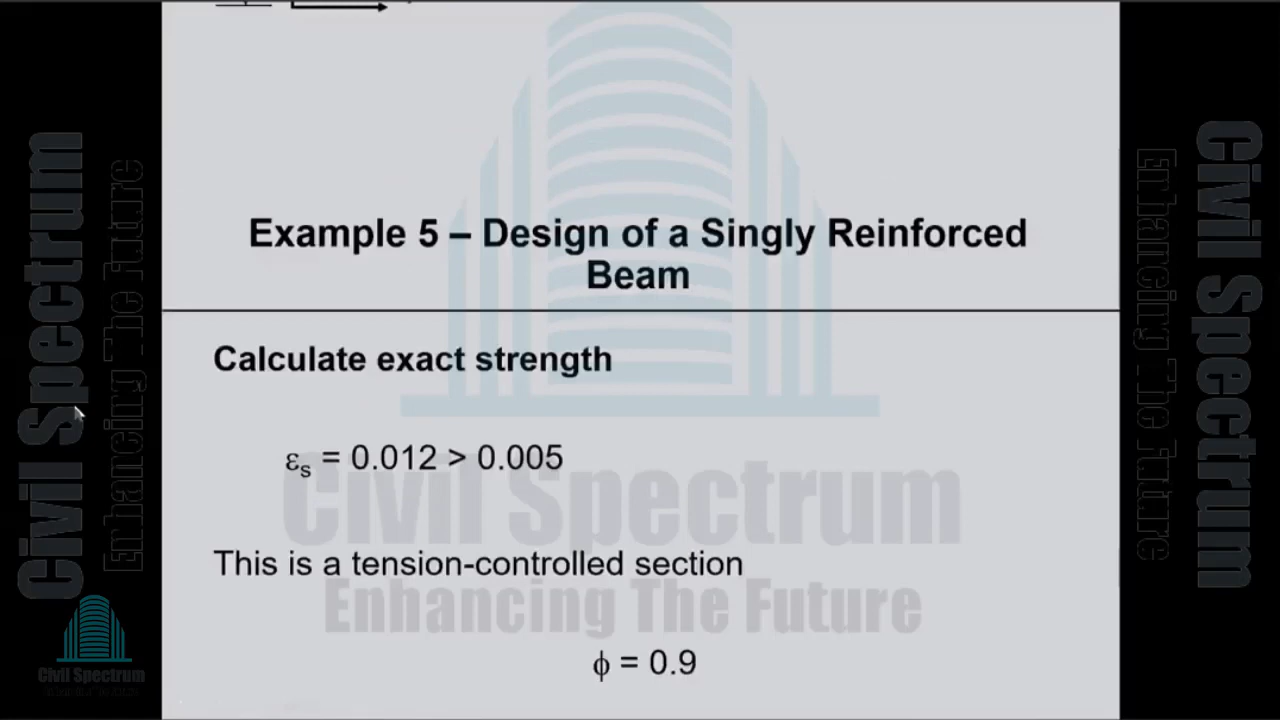 Example 5 – Design of a Singly Reinforced
Beam
Calculate exact strength
εs = 0.012 > 0.005
This is a tension-controlled section
ϕ = 0.9
Civil Spectrum
Enhancing The Future
Civil Spectrum
Enhancing The Future
Civil Spectrum
Enhancing The Future
Civil Spectrum